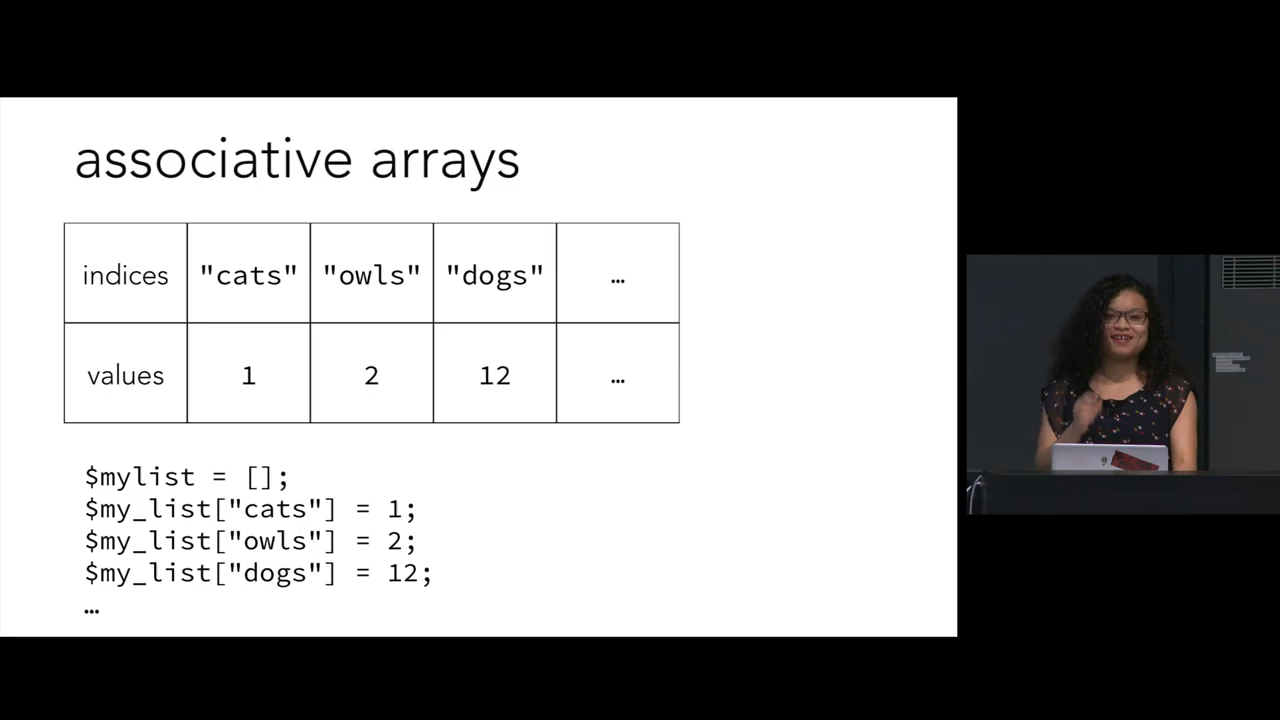 associative arrays
indices "cats" "owls" "dogs" …
values 1 2 12 …
$mylist = [];
$my_list["cats"] = 1;
$my_list["owls"] = 2;
$my_list["dogs"] = 12;
…